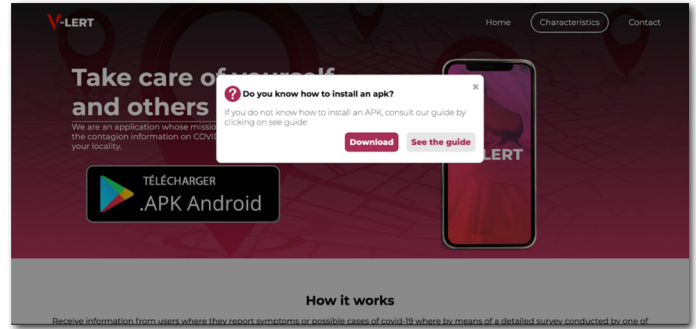 V-LERT
Home
Characteristics
Contact
Take care of yourself
and others
Do you know how to install an apk?
If you do not know how to install an APK, consult our guide by
clicking on see guide
Download
See the guide
We are an application whose missio
the contagion information on COVID
your locality.
LERT
TÉLÉCHARGER
.APK Android
How it works
Receive information from users where they report symptoms or possible cases of covid-19 where by means of a detailed survey conducted by one of